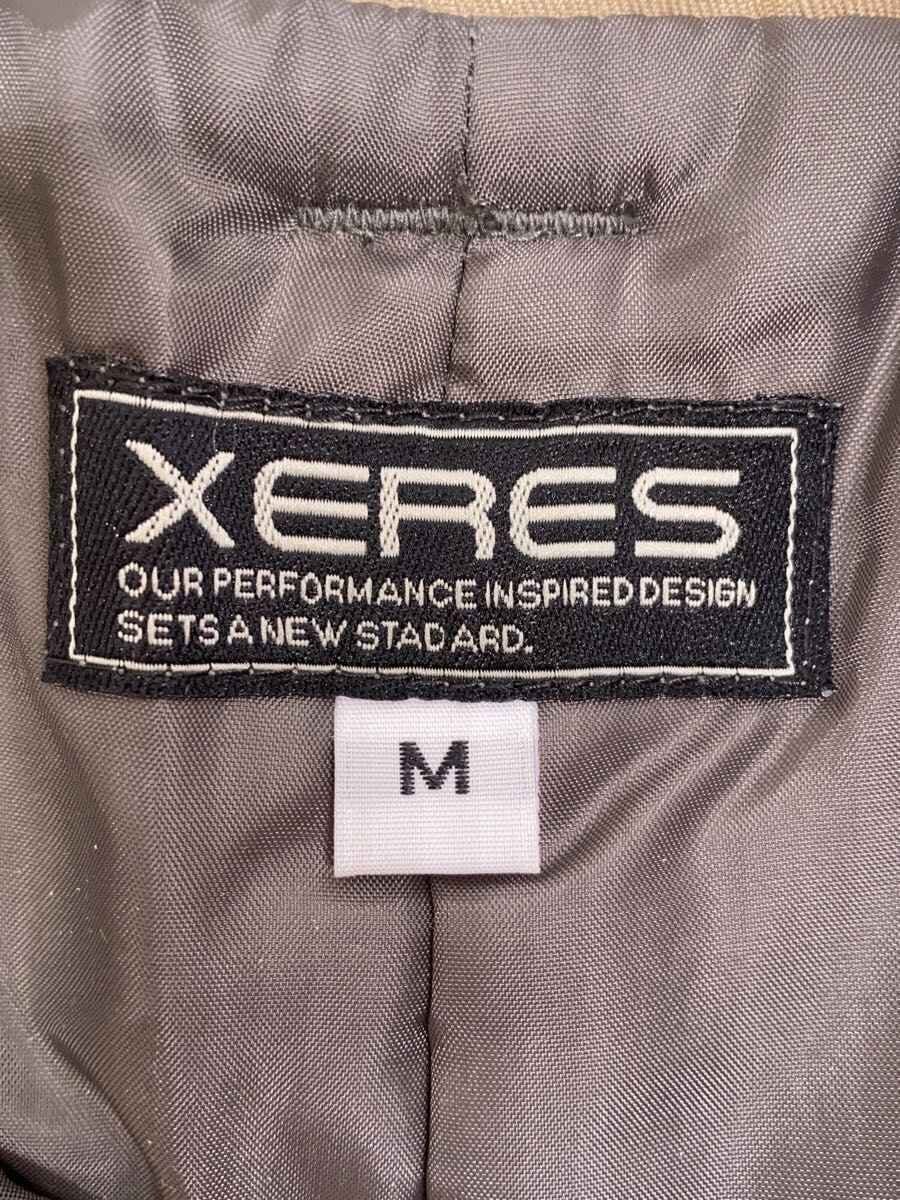 XERES
OUR PERFORMANCE INSPIRED DESIGN
SETS A NEW STADARD.
M